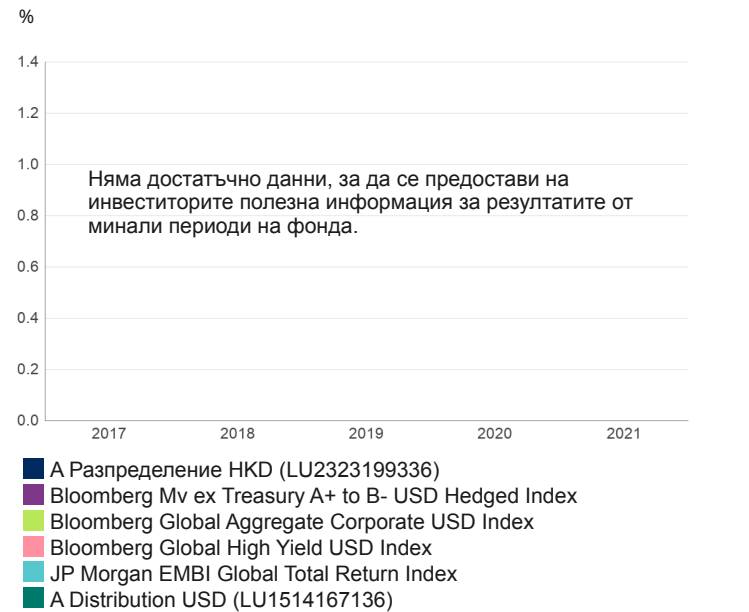 %
1.4
1.2
1.0
Няма достатъчно данни, за да се предостави на
инвеститорите полезна информация за резултатите от
0.8
минали периоди на фонда.
0.6
0.4
0.2
0.0
2017 2018 2019 2020 2021
А Разпределение HKD (LU2323199336)
Bloomberg Mv ex Treasury A+ to B- USD Hedged Index
Bloomberg Global Aggregate Corporate USD Index
Bloomberg Global High Yield USD Index
JP Morgan EMBI Global Total Return Index
A Distribution USD (LU1514167136)